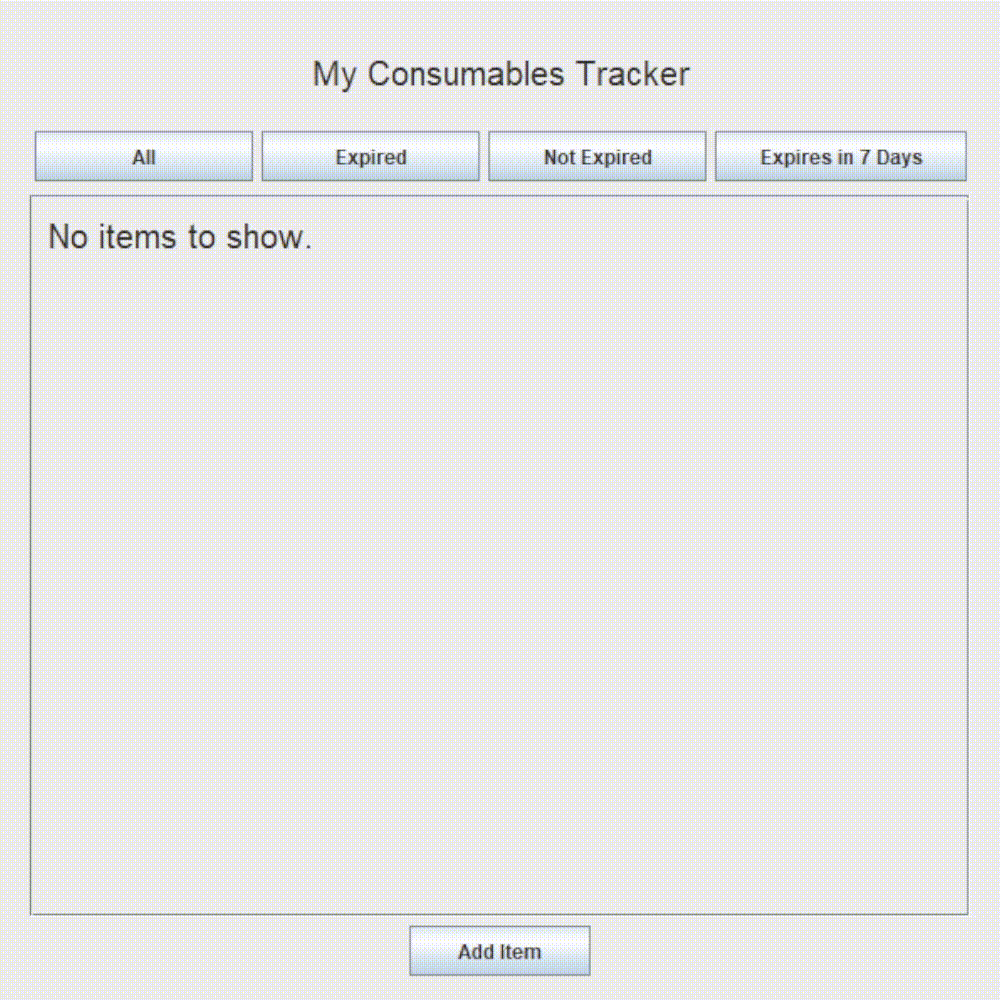 My Consumables Tracker
All Expired Not Expired Expires in 7 Days
No items to show.
Add Item